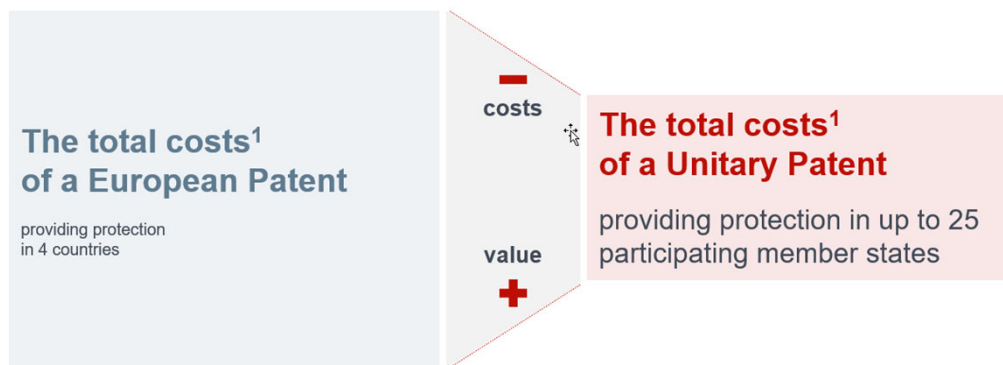 The total costs¹
of a European Patent
providing protection
in 4 countries
costs
value
The total costs¹
of a Unitary Patent
providing protection in up to 25
participating member states